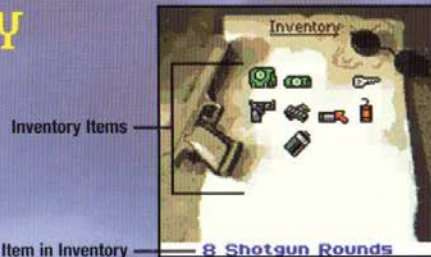 Y
Inventory
Inventory Items
Item in Inventory
8 Shotgun Rounds